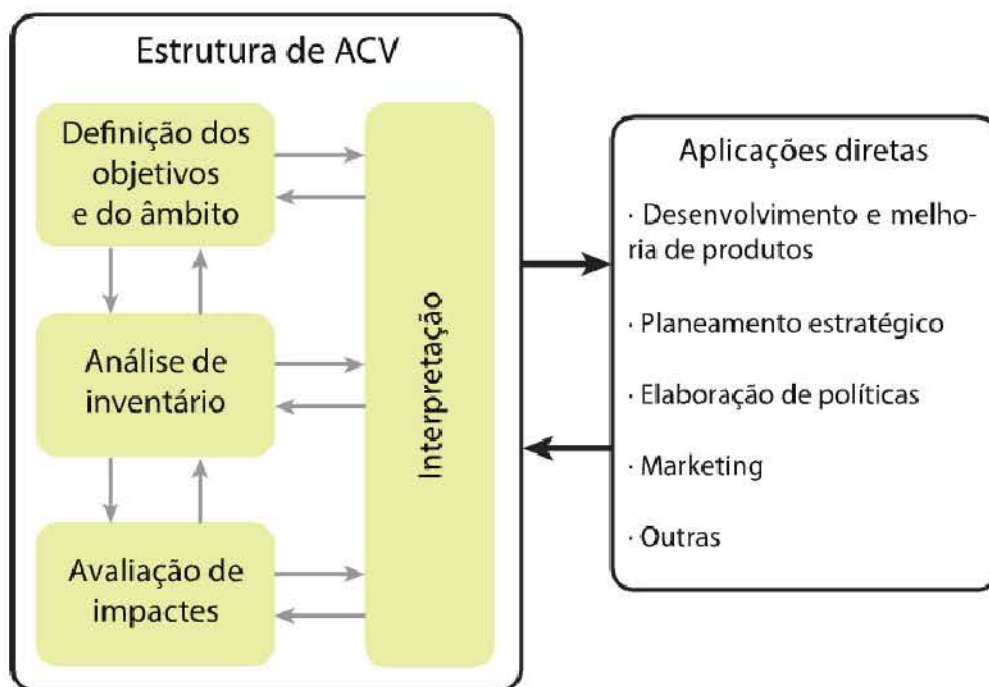 Estrutura de ACV
Definição dos
objetivos
e do âmbito
Análise de
inventário
Avaliação de
impactes
Interpretação
Aplicações diretas
· Desenvolvimento e melho-
ria de produtos
· Planeamento estratégico
· Elaboração de políticas
· Marketing
· Outras